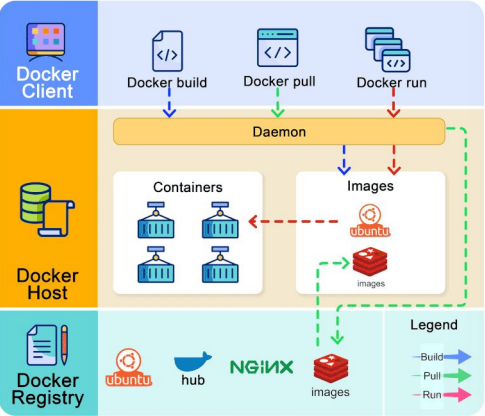 Docker
Client
Docker build
Docker pull
Docker run
Daemon
Containers
Images
ubuntu
images
Docker
Host
Docker
Registry
ubuntu
hub
NGINX
images
Legend
Build
Pull
Run